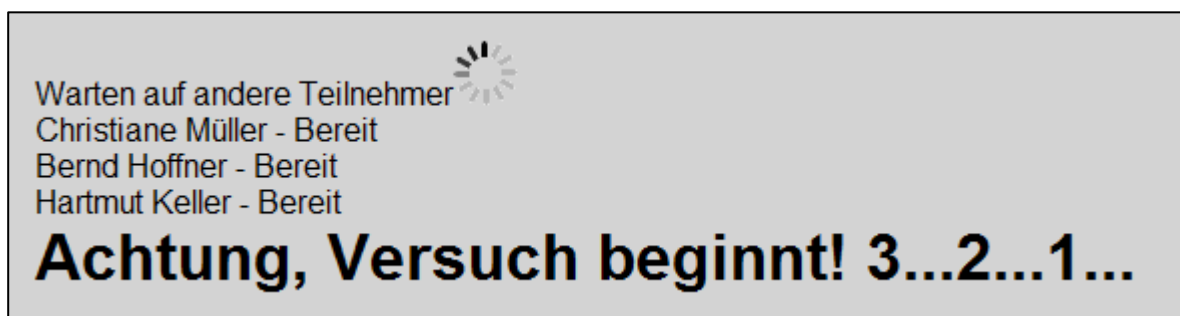 Warten auf andere Teilnehmer
Christiane Müller - Bereit
Bernd Hoffner - Bereit
Hartmut Keller - Bereit
Achtung, Versuch beginnt! 3...2...1...